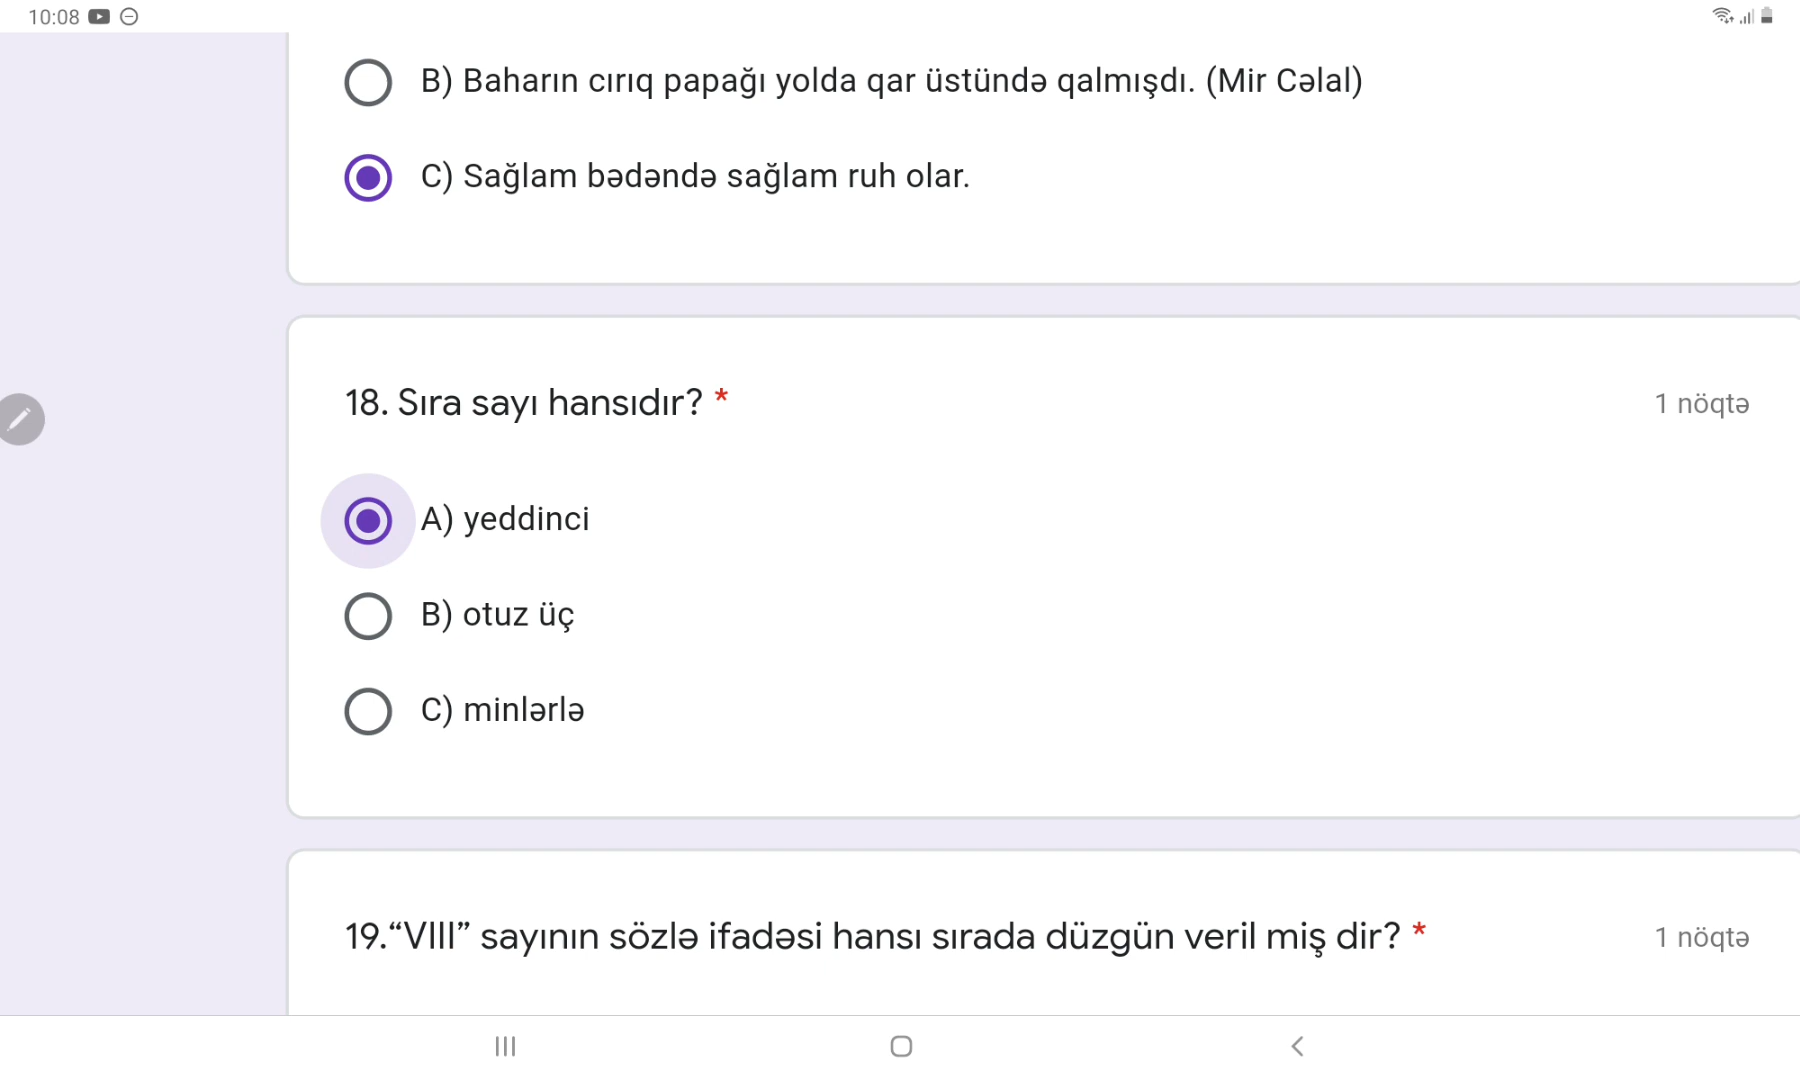 10:08
B) Baharın cırıq papağı yolda qar üstündə qalmışdı. (Mir Cəlal)
C) Sağlam bədəndə sağlam ruh olar.
18. Sıra sayı hansıdır? *
1 nöqtə
A) yeddinci
B) otuz üç
C) minlərlə
19.“VIII” sayının sözlə ifadəsi hansı sırada düzgün veril miş dir? *
1 nöqtə